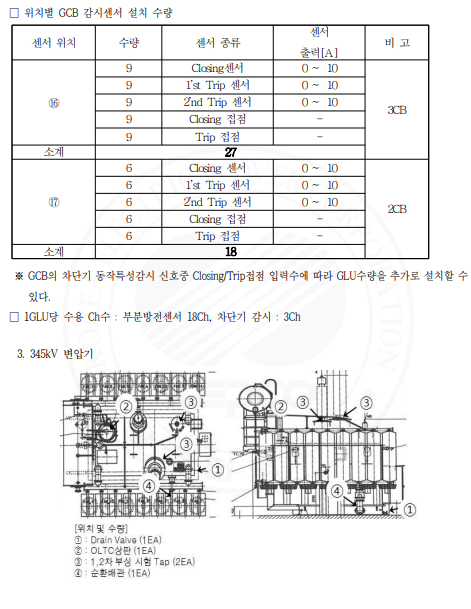 □ 위치별 GCB 감시센서 설치 수량
센서 위치 수량 센서 종류 센서 출력[A] 비 고
⑯ 9 Closing센서 0 ~ 10 3CB
9 1'st Trip 센서 0 ~ 10
9 2'nd Trip 센서 0 ~ 10
9 Closing 접점 -
9 Trip 접점 -
소계 27
⑰ 6 Closing 센서 0 ~ 10 2CB
6 1'st Trip 센서 0 ~ 10
6 2'nd Trip 센서 0 ~ 10
6 Closing 접점 -
6 Trip 접점 -
소계 18
※ GCB의 차단기 동작특성감시 신호중 Closing/Trip접점 입력수에 따라 GLU수량을 추가로 설치할 수
있다.
□ 1GLU당 수용 Ch수 : 부분방전센서 18Ch, 차단기 감시 : 3Ch
3. 345kV 변압기
② ③ ③ ① ④
② ③ ③ ④ ①
[위치 및 수량]
① : Drain Valve (1EA)
② : OLTC상판 (1EA)
③ : 1,2차 부싱 시험 Tap (2EA)
④ : 순환배관 (1EA)